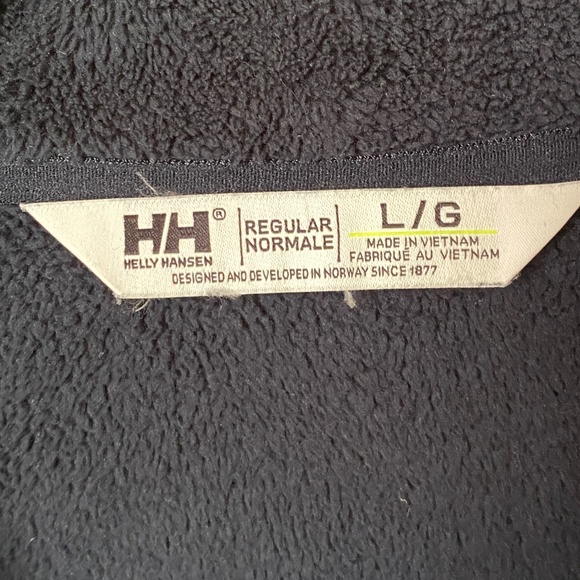 HH®
HELLY HANSEN
REGULAR
NORMALE
L/G
MADE IN VIETNAM
FABRIQUÉ AU VIETNAM
DESIGNED AND DEVELOPED IN NORWAY SINCE 1877